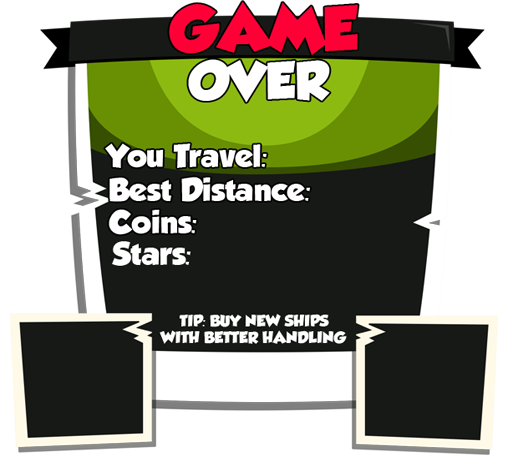 GAME
OVER
You Travel:
Best Distance:
Coins:
Stars:
TIP: BUY NEW SHIPS
WITH BETTER HANDLING